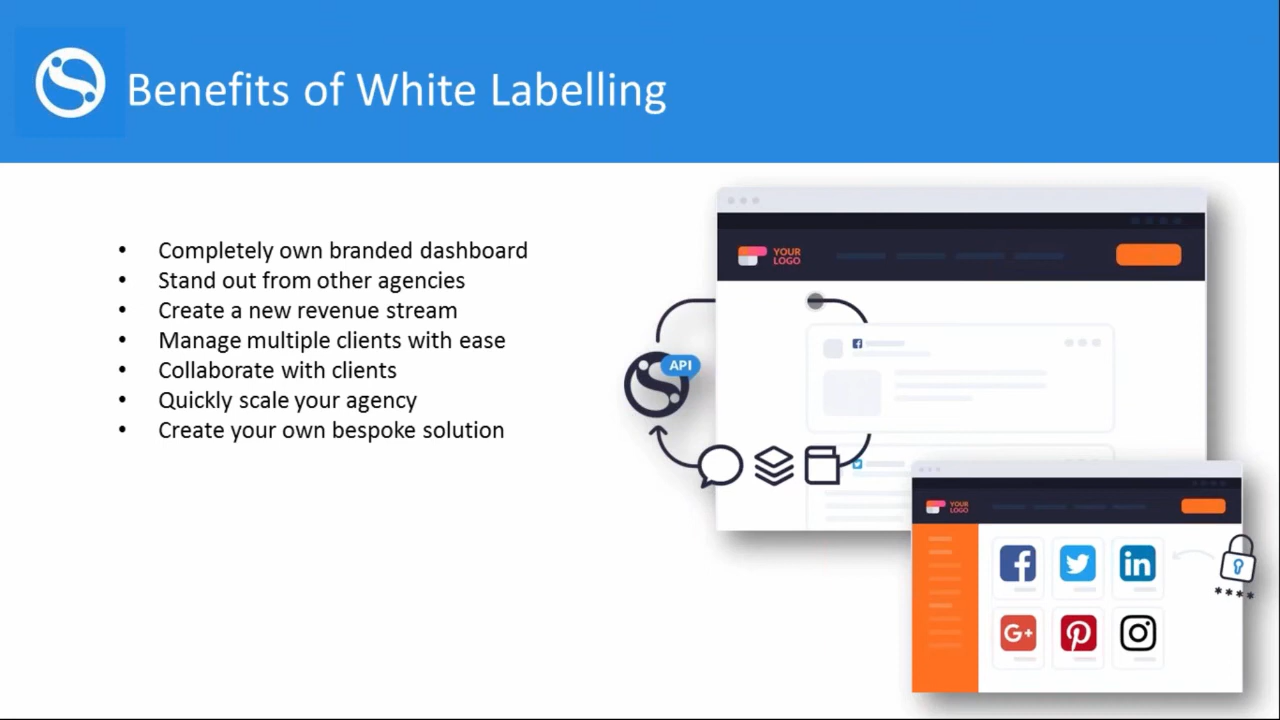 Benefits of White Labelling
• Completely own branded dashboard
• Stand out from other agencies
• Create a new revenue stream
• Manage multiple clients with ease
• Collaborate with clients
• Quickly scale your agency
• Create your own bespoke solution
YOUR
LOGO
API
YOUR
LOGO
in
G+
****